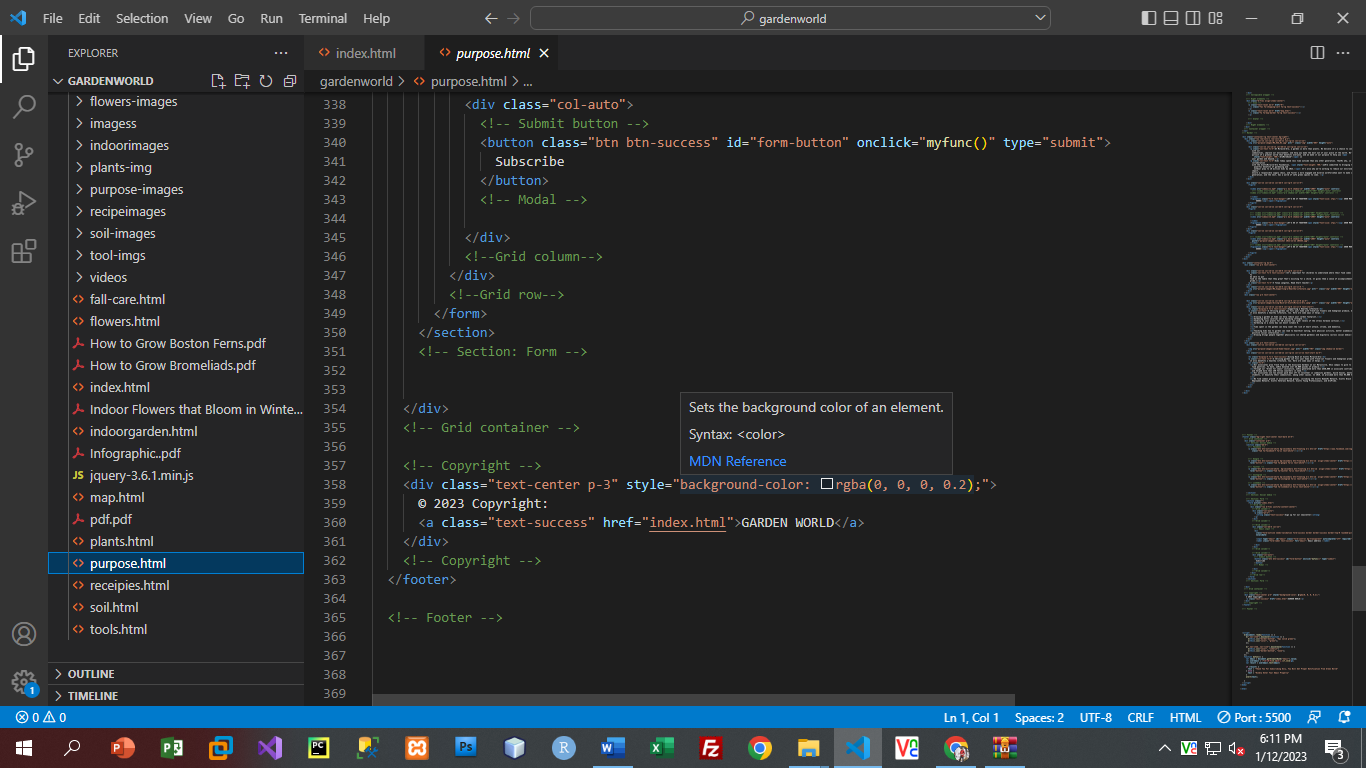 File Edit Selection View Go Run Terminal Help
gardenworld
EXPLORER
index.html
purpose.html
GARDENWORLD
gardenworld > purpose.html > ...
flowers-images
imagess
indoorimages
plants-img
purpose-images
recipeimages
soil-images
tool-imgs
videos
fall-care.html
flowers.html
How to Grow Boston Ferns.pdf
How to Grow Bromeliads.pdf
index.html
Indoor Flowers that Bloom in Winte...
indoorgarden.html
Infographic..pdf
JS jquery-3.6.1.min.js
map.html
pdf.pdf
plants.html
purpose.html
receipies.html
soil.html
tools.html
OUTLINE
TIMELINE
338 <div class="col-auto">
339 <!-- Submit button -->
340 <button class="btn btn-success" id="form-button" onclick="myfunc()" type="submit">
341 Subscribe
342 </button>
343 <!-- Modal -->
344
345 </div>
346 <!--Grid column-->
347 </div>
348 <!--Grid row-->
349 </form>
350 </section>
351 <!-- Section: Form -->
352
353
354 </div>
355 <!-- Grid container -->
356
357 <!-- Copyright -->
358 <div class="text-center p-3" style="background-color: rgba(0, 0, 0, 0.2);">
359 © 2023 Copyright:
360 <a class="text-success" href="index.html">GARDEN WORLD</a>
361 </div>
362 <!-- Copyright -->
363 </footer>
364
365 <!-- Footer -->
366
367
368
369
Sets the background color of an element.
Syntax: <color>
MDN Reference
1
0 0
Ln 1, Col 1 Spaces: 2 UTF-8 CRLF HTML Port : 5500
6:11 PM
1/12/2023
3